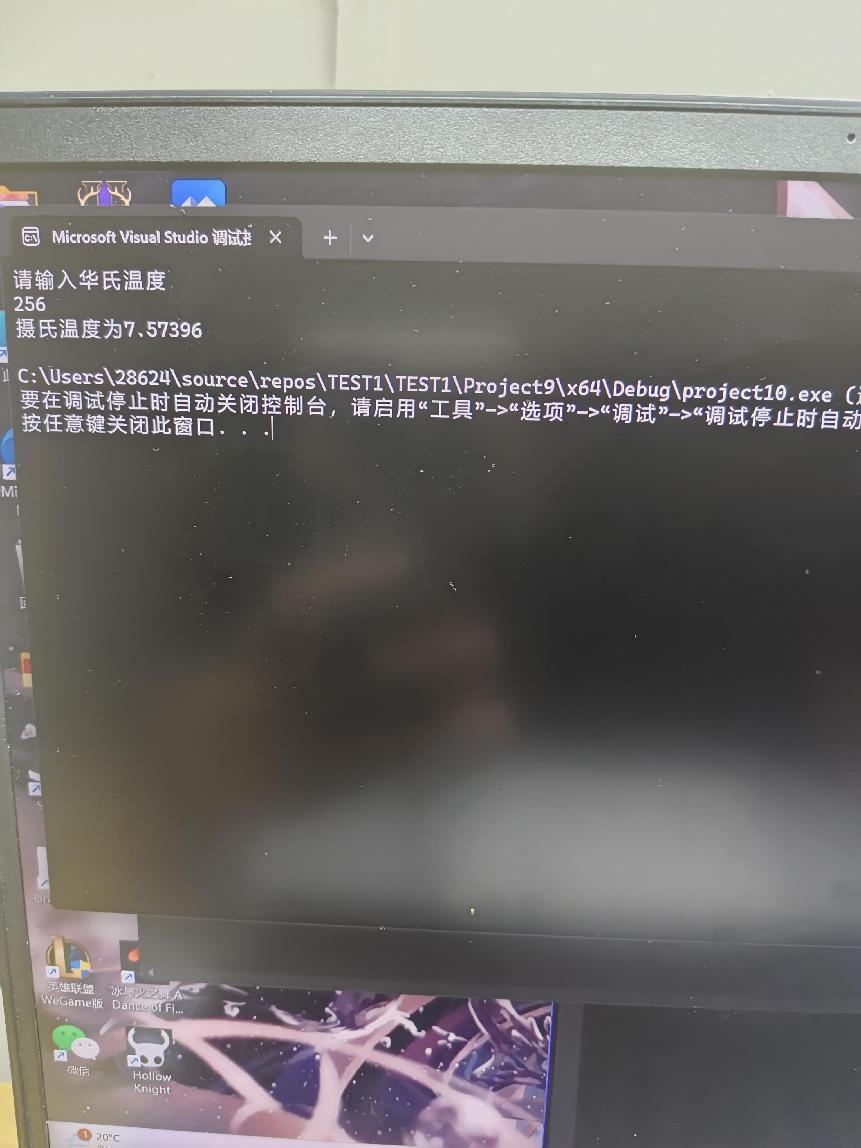 Microsoft Visual Studio 调试
请输入华氏温度
256
摄氏温度为7.57396
C:\Users\28624\source\repos\TEST1\TEST1\Project9\x64\Debug\project10.exe (
要在调试停止时自动关闭控制台，请启用“工具”->“选项”->“调试”->“调试停止时自动
按任意键关闭此窗口. . .
英雄联盟
WeGame版
冰与火之舞 A
Dance of Fi...
微信
Hollow
Knight
1
20°C